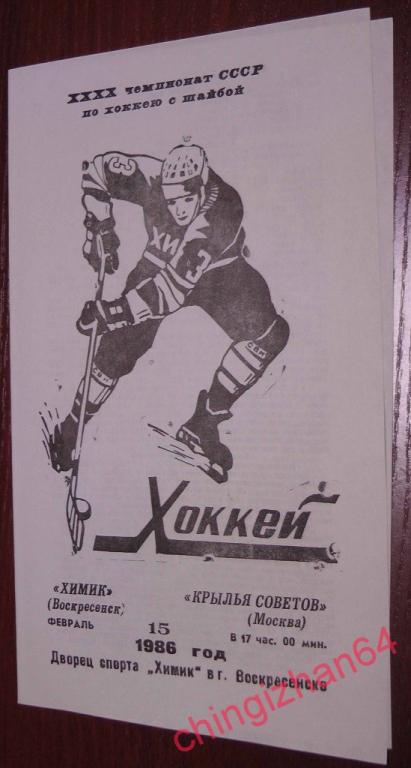 XXXX чемпионат СССР
по хоккею с шайбой
3
ХИ
3
Хоккей
«ХИМИК»
(Воскресенск)
«КРЫЛЬЯ СОВЕТОВ»
(Москва)
ФЕВРАЛЬ 15 В 17 час. 00 мин.
1986 год
Дворец спорта „Химик" в г. Воскресенске
chingizhan64